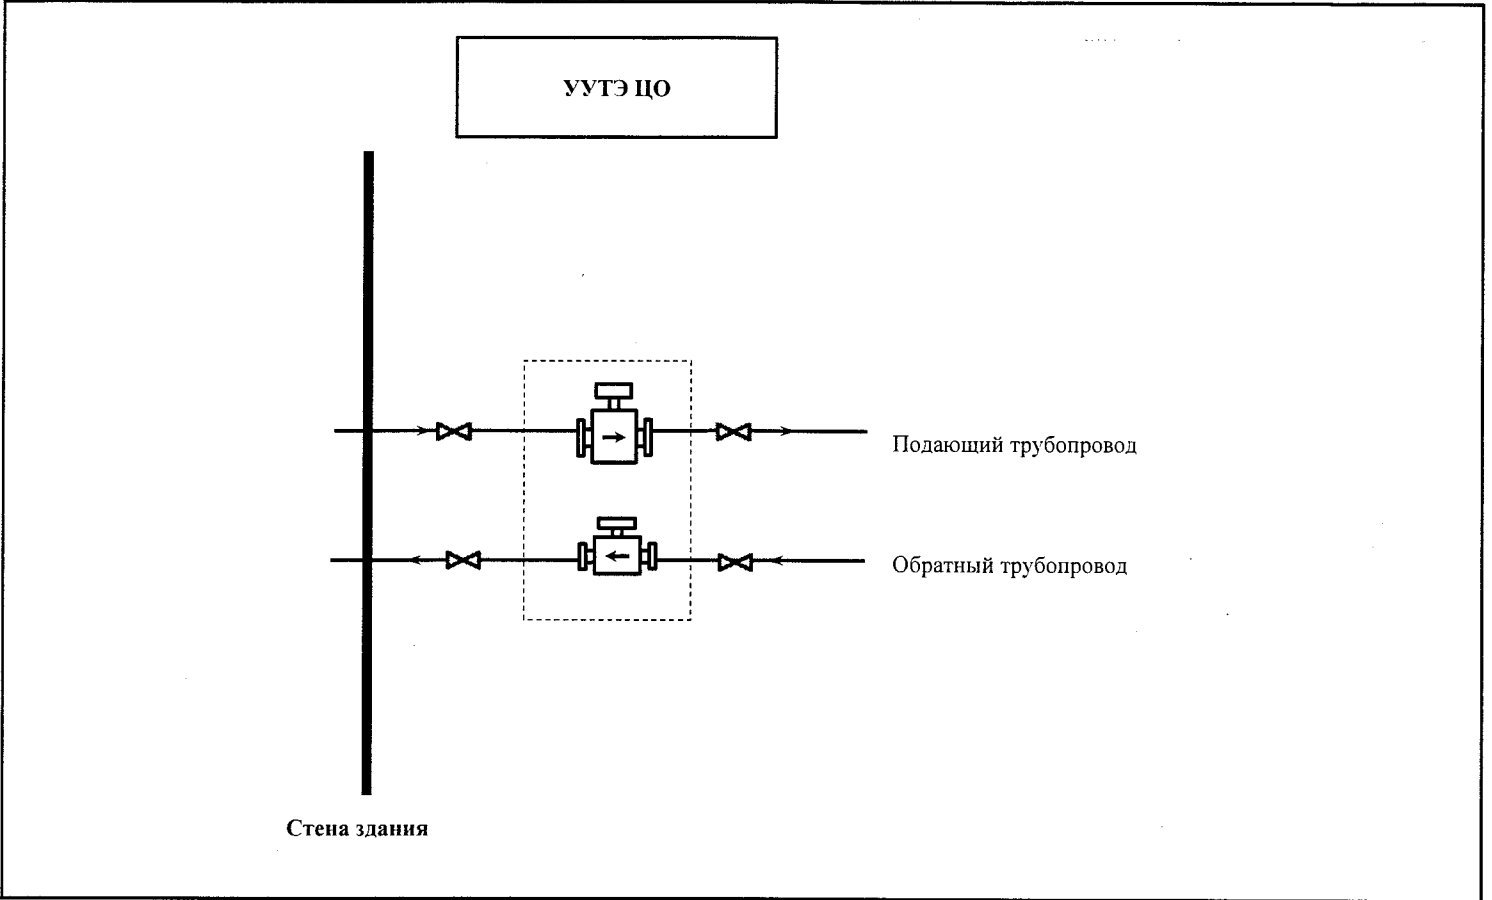 УУТЭ ЦО
Подающий трубопровод
Обратный трубопровод
Стена здания